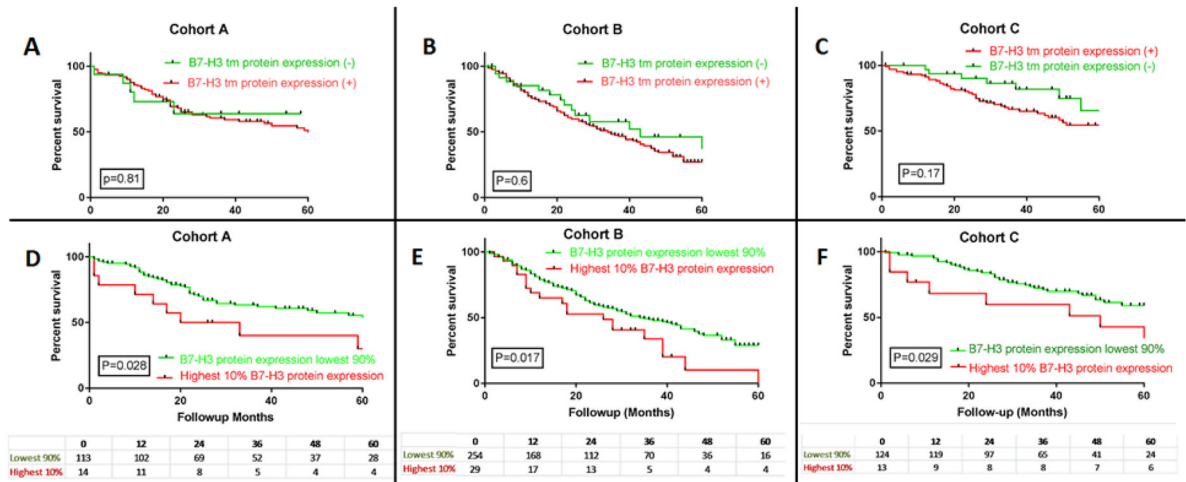 A
Cohort A
B7-H3 tm protein expression (-)
B7-H3 tm protein expression (+)
Percent survival
100
50
0
p=0.81
0 20 40 60
B
Cohort B
B7-H3 tm protein expression (-)
B7-H3 tm protein expression (+)
Percent survival
100
50
0
P=0.6
0 20 40 60
C
Cohort C
B7-H3 tm protein expression (+)
B7-H3 tm protein expression (-)
Percent survival
100
50
0
P=0.17
0 20 40 60
D
Cohort A
Percent survival
100
50
0
P=0.028
B7-H3 protein expression lowest 90%
Highest 10% B7-H3 protein expression
0 20 40 60
Followup Months
0 12 24 36 48 60
Lowest 90% 113 102 69 52 37 28
Highest 10% 14 11 8 5 4 4
E
Cohort B
B7-H3 protein expression lowest 90%
Highest 10% B7-H3 protein expression
Percent survival
100
50
0
P=0.017
0 20 40 60
Followup (Months)
0 12 24 36 48 60
Lowest 90% 254 168 112 70 36 16
Highest 10% 29 17 13 5 4 4
F
Cohort C
Percent survival
100
50
0
P=0.029
B7-H3 protein expression lowest 90%
Highest 10% B7-H3 protein expression
0 20 40 60
Follow-up (Months)
0 12 24 36 48 60
Lowest 90% 124 119 97 65 41 24
Highest 10% 13 9 8 8 7 6